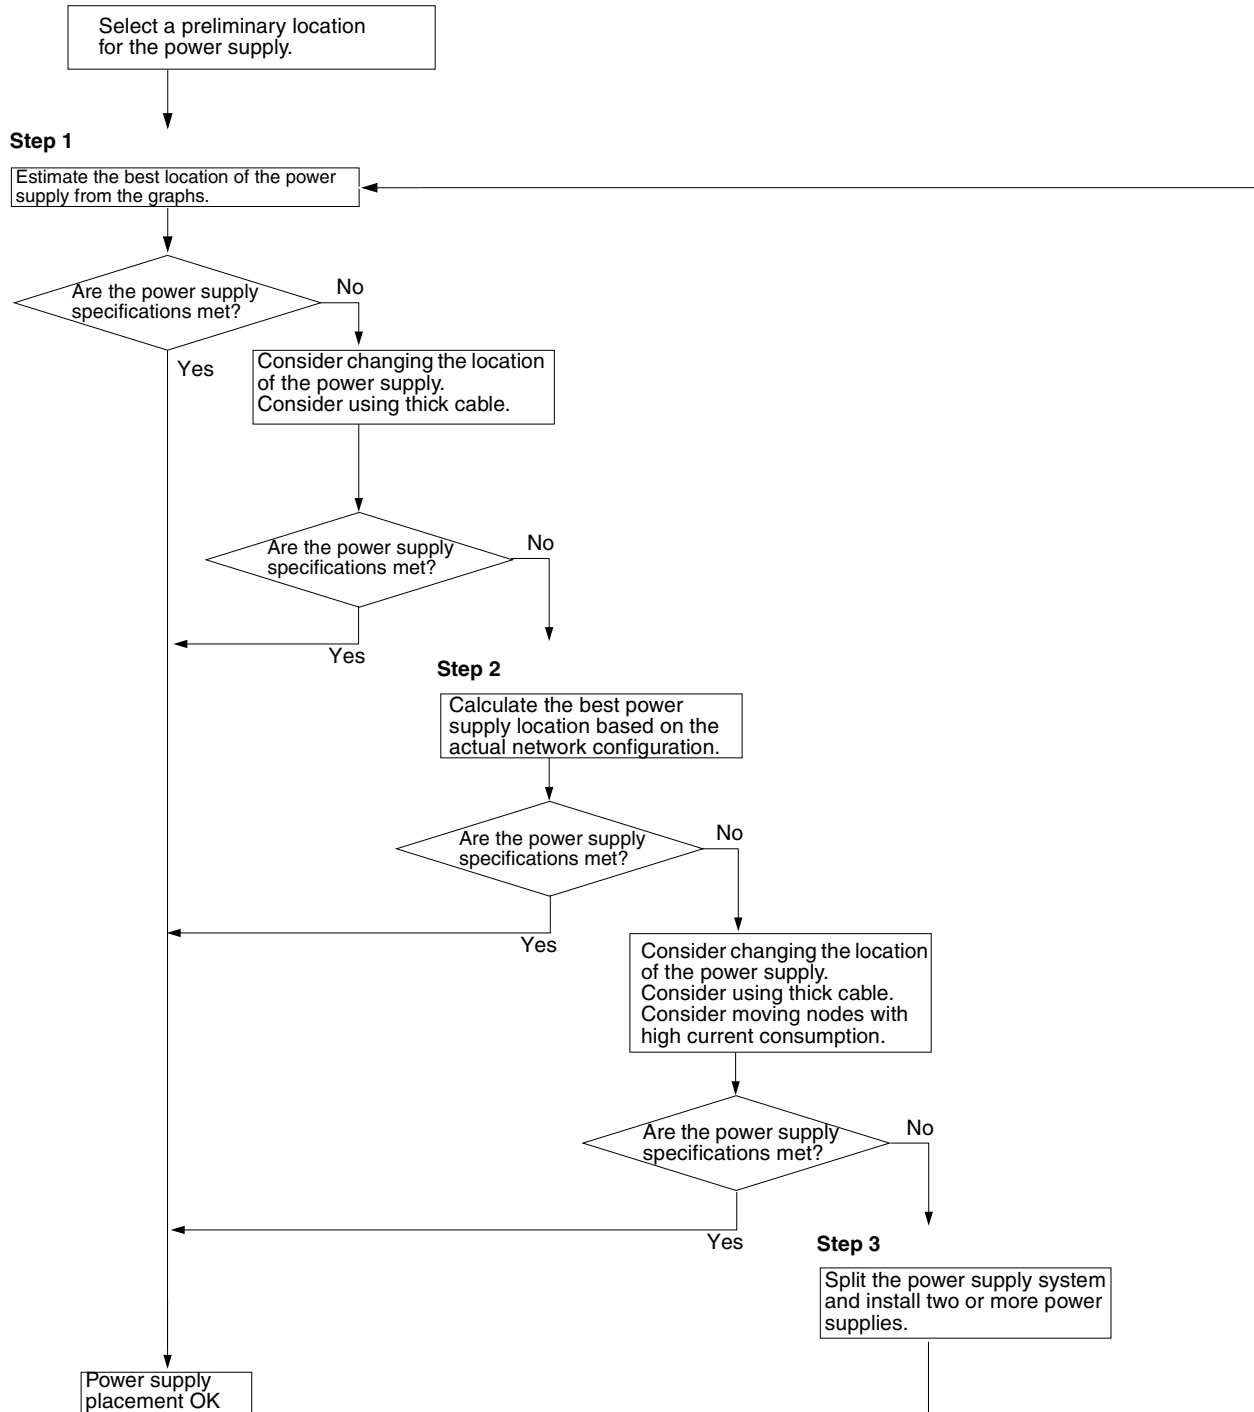 Select a preliminary location
for the power supply.
Step 1
Estimate the best location of the power
supply from the graphs.
Are the power supply
specifications met?
No
Yes
Consider changing the location
of the power supply.
Consider using thick cable.
Are the power supply
specifications met?
No
Yes
Step 2
Calculate the best power
supply location based on the
actual network configuration.
Are the power supply
specifications met?
No
Yes
Consider changing the location
of the power supply.
Consider using thick cable.
Consider moving nodes with
high current consumption.
Are the power supply
specifications met?
No
Yes
Step 3
Split the power supply system
and install two or more power
supplies.
Power supply
placement OK